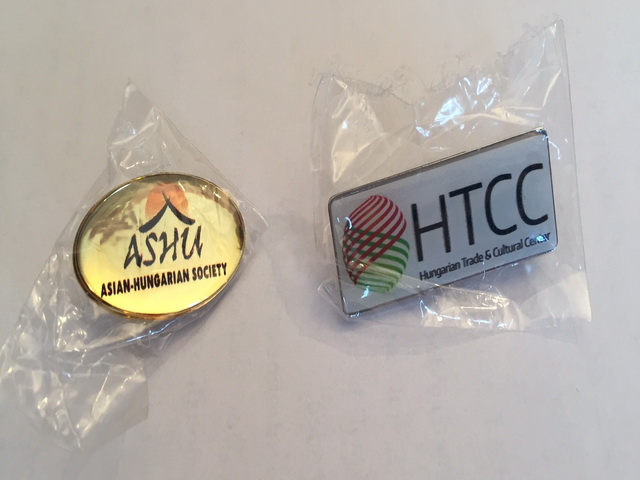 ASHU
ASIAN-HUNGARIAN SOCIETY
HTCC
Hungarian Trade & Cultural Center